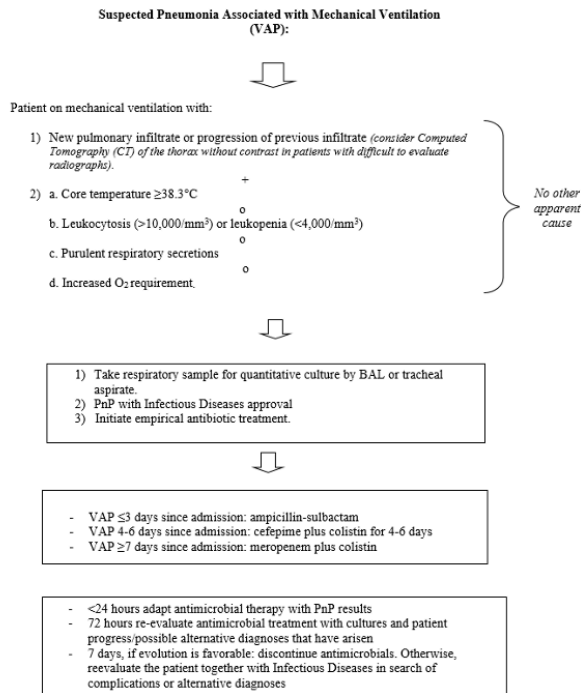 Suspected Pneumonia Associated with Mechanical Ventilation
(VAP):
Patient on mechanical ventilation with:
1) New pulmonary infiltrate or progression of previous infiltrate (consider Computed
Tomography (CT) of the thorax without contrast in patients with difficult to evaluate
radiographs).
+
2) a. Core temperature ≥38.3°C
o
b. Leukocytosis (>10,000/mm³) or leukopenia (<4,000/mm³)
o
c. Purulent respiratory secretions
o
d. Increased O₂ requirement.
No other
apparent
cause
1) Take respiratory sample for quantitative culture by BAL or tracheal
aspirate.
2) PnP with Infectious Diseases approval
3) Initiate empirical antibiotic treatment.
- VAP ≤3 days since admission: ampicillin-sulbactam
- VAP 4-6 days since admission: cefepime plus colistin for 4-6 days
- VAP ≥7 days since admission: meropenem plus colistin
- <24 hours adapt antimicrobial therapy with PnP results
- 72 hours re-evaluate antimicrobial treatment with cultures and patient
progress/possible alternative diagnoses that have arisen
- 7 days, if evolution is favorable: discontinue antimicrobials. Otherwise,
reevaluate the patient together with Infectious Diseases in search of
complications or alternative diagnoses